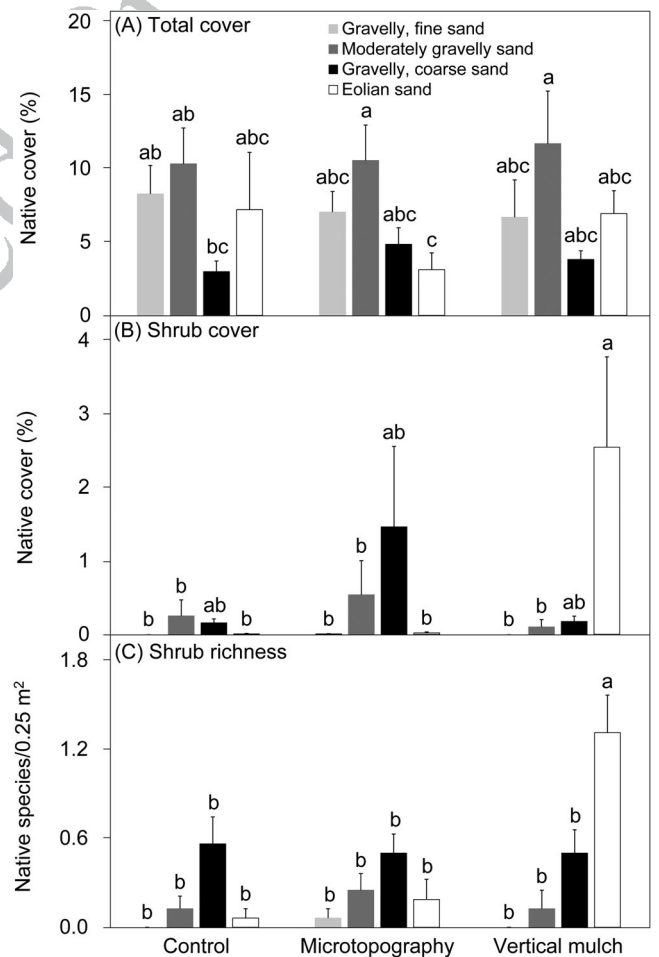 (A) Total cover
Gravelly, fine sand
Moderately gravelly sand
Gravelly, coarse sand
Eolian sand
Native cover (%)
20
15
10
5
0
ab
ab
bc
abc
abc
a
abc
c
abc
a
abc
abc
(B) Shrub cover
Native cover (%)
4
3
2
1
0
b
b
ab
b
b
b
ab
b
b
b
ab
a
(C) Shrub richness
Native species/0.25 m²
1.8
1.2
0.6
0.0
b
b
b
b
b
b
b
b
b
b
b
a
Control
Microtopography
Vertical mulch